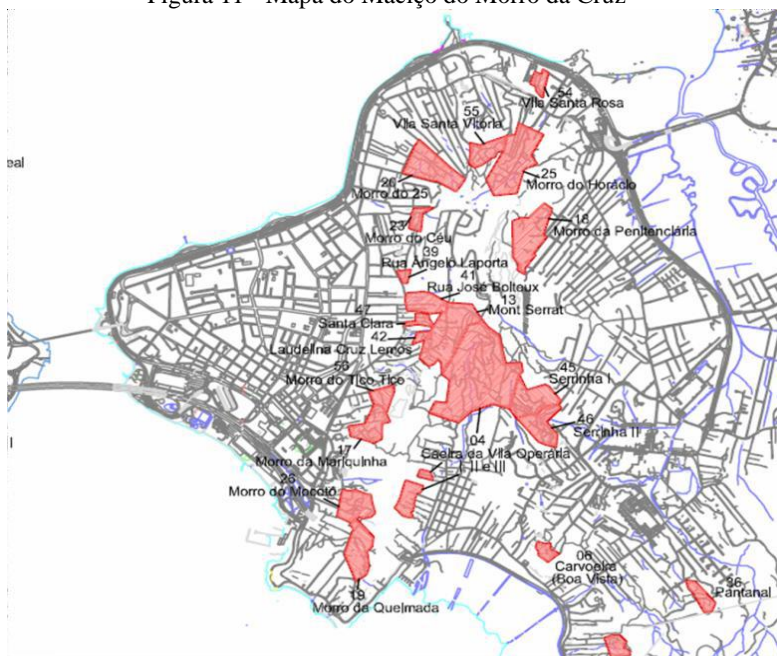 Figura 11 - Mapa do Maciço do Morro da Cruz
54
Vila Santa Rosa
55
Vila Santa Vitória
eal
26
Morro do 25
25
Morro do Horácio
23
Morro do Céu
18
Morro da Penitenciária
39
Rua Ângelo Laporta
41
Rua José Boiteux
13
Mont Serrat
47
Santa Clara
42
Laudelina Cruz Lemos
56
Morro do Tico Tico
45
Serrinha I
46
Serrinha II
04
Caeira da Vila Operária
I, II e III
17
Morro da Mariquinha
26
Morro do Mocotó
06
Carvoeira
(Boa Vista)
36
Pantanal
19
Morro da Queimada